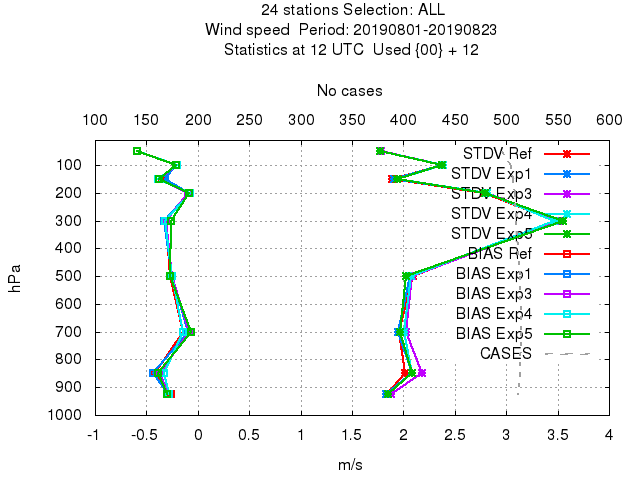 24 stations Selection: ALL
Wind speed  Period: 20190801-20190823
Statistics at 12 UTC  Used {00} + 12
No cases
100 150 200 250 300 350 400 450 500 550 600
STDV Ref
STDV Exp1
STDV Exp3
STDV Exp4
STDV Exp5
BIAS Ref
BIAS Exp1
BIAS Exp3
BIAS Exp4
BIAS Exp5
CASES
100
200
300
400
500
600
700
800
900
1000
hPa
-1 -0.5 0 0.5 1 1.5 2 2.5 3 3.5 4
m/s